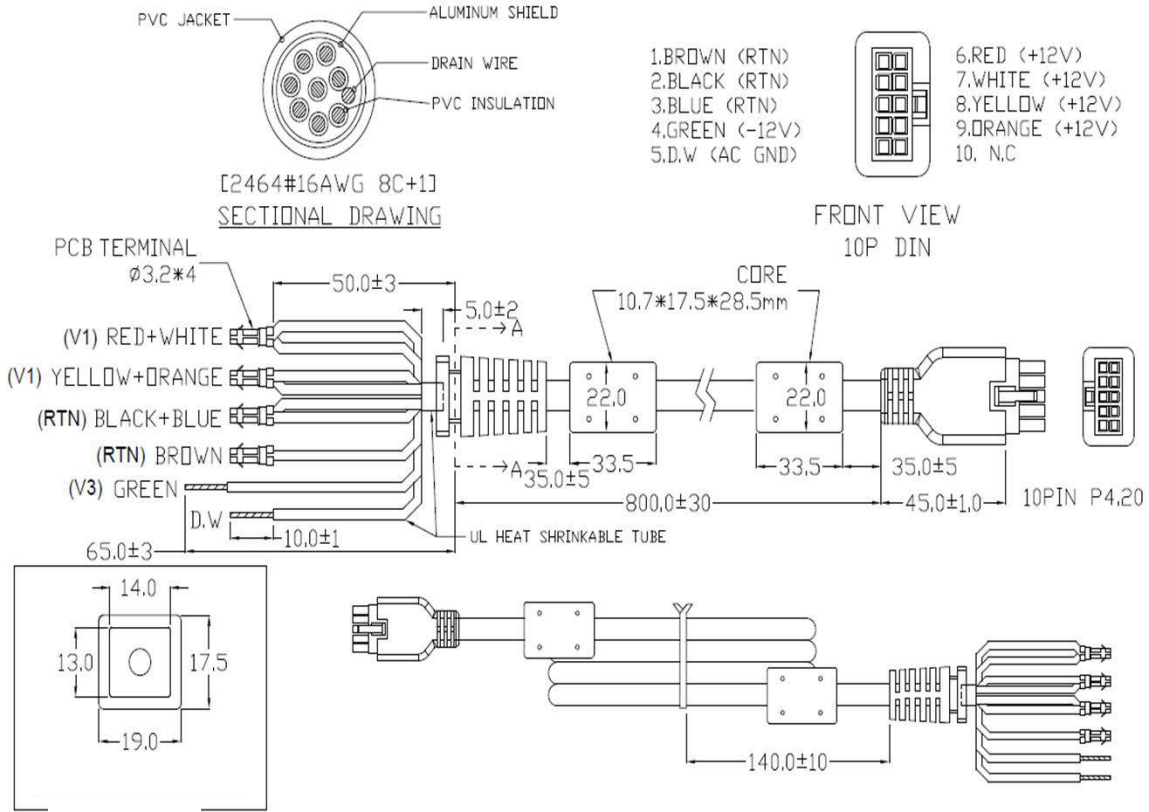 PVC JACKET
ALUMINUM SHIELD
DRAIN WIRE
PVC INSULATION
[2464#16AWG 8C+1]
SECTIONAL DRAWING
1.BROWN (RTN)
2.BLACK (RTN)
3.BLUE (RTN)
4.GREEN (-12V)
5.D.W (AC GND)
6.RED (+12V)
7.WHITE (+12V)
8.YELLOW (+12V)
9.ORANGE (+12V)
10. N.C
FRONT VIEW
10P DIN
PCB TERMINAL
Ø3.2*4
50.0±3
5.0±2
A
CORE
10.7*17.5*28.5mm
(V1) RED+WHITE
(V1) YELLOW+ORANGE
(RTN) BLACK+BLUE
(RTN) BROWN
(V3) GREEN
D.W
22.0
22.0
A
35.0±5
33.5
33.5
35.0±5
800.0±30
45.0±1.0
10PIN P4.20
10.0±1
65.0±3
UL HEAT SHRINKABLE TUBE
14.0
13.0
17.5
19.0
140.0±10